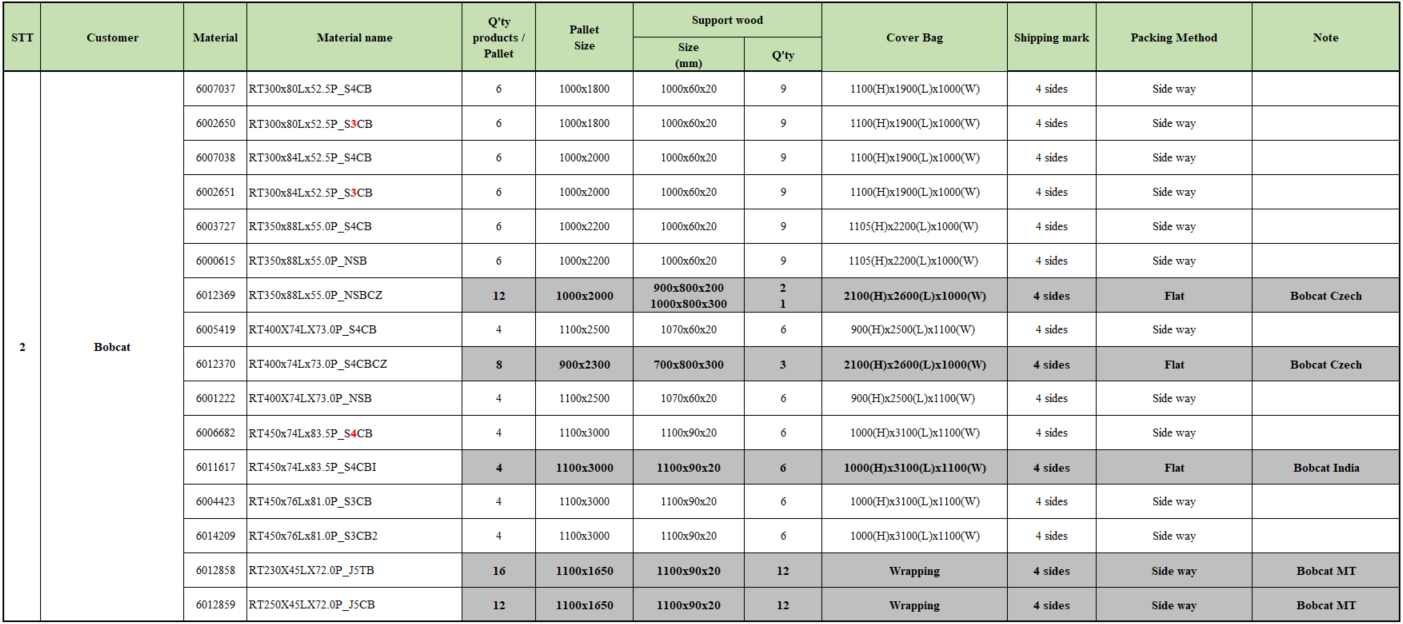 STT Customer Material Material name Q'ty products / Pallet Pallet Size Support wood Size (mm) Q'ty Cover Bag Shipping mark Packing Method Note
2 Bobcat
6007037 RT300x80Lx52.5P_S4CB 6 1000x1800 1000x60x20 9 1100(H)x1900(L)x1000(W) 4 sides Side way
6002650 RT300x80Lx52.5P_S3CB 6 1000x1800 1000x60x20 9 1100(H)x1900(L)x1000(W) 4 sides Side way
6007038 RT300x84Lx52.5P_S4CB 6 1000x2000 1000x60x20 9 1100(H)x1900(L)x1000(W) 4 sides Side way
6002651 RT300x84Lx52.5P_S3CB 6 1000x2000 1000x60x20 9 1100(H)x1900(L)x1000(W) 4 sides Side way
6003727 RT350x88Lx55.0P_S4CB 6 1000x2200 1000x60x20 9 1105(H)x2200(L)x1000(W) 4 sides Side way
6000615 RT350x88Lx55.0P_NSB 6 1000x2200 1000x60x20 9 1105(H)x2200(L)x1000(W) 4 sides Side way
6012369 RT350x88Lx55.0P_NSBCZ 12 1000x2000 900x800x200 1000x800x300 2 1 2100(H)x2600(L)x1000(W) 4 sides Flat Bobcat Czech
6005419 RT400X74LX73.0P_S4CB 4 1100x2500 1070x60x20 6 900(H)x2500(L)x1100(W) 4 sides Side way
6012370 RT400x74Lx73.0P_S4CBCZ 8 900x2300 700x800x300 3 2100(H)x2600(L)x1000(W) 4 sides Flat Bobcat Czech
6001222 RT400X74LX73.0P_NSB 4 1100x2500 1070x60x20 6 900(H)x2500(L)x1100(W) 4 sides Side way
6006682 RT450x74Lx83.5P_S4CB 4 1100x3000 1100x90x20 6 1000(H)x3100(L)x1100(W) 4 sides Side way
6011617 RT450x74Lx83.5P_S4CBI 4 1100x3000 1100x90x20 6 1000(H)x3100(L)x1100(W) 4 sides Flat Bobcat India
6004423 RT450x76Lx81.0P_S3CB 4 1100x3000 1100x90x20 6 1000(H)x3100(L)x1100(W) 4 sides Side way
6014209 RT450x76Lx81.0P_S3CB2 4 1100x3000 1100x90x20 6 1000(H)x3100(L)x1100(W) 4 sides Side way
6012858 RT230X45LX72.0P_J5TB 16 1100x1650 1100x90x20 12 Wrapping 4 sides Side way Bobcat MT
6012859 RT250X45LX72.0P_J5CB 12 1100x1650 1100x90x20 12 Wrapping 4 sides Side way Bobcat MT